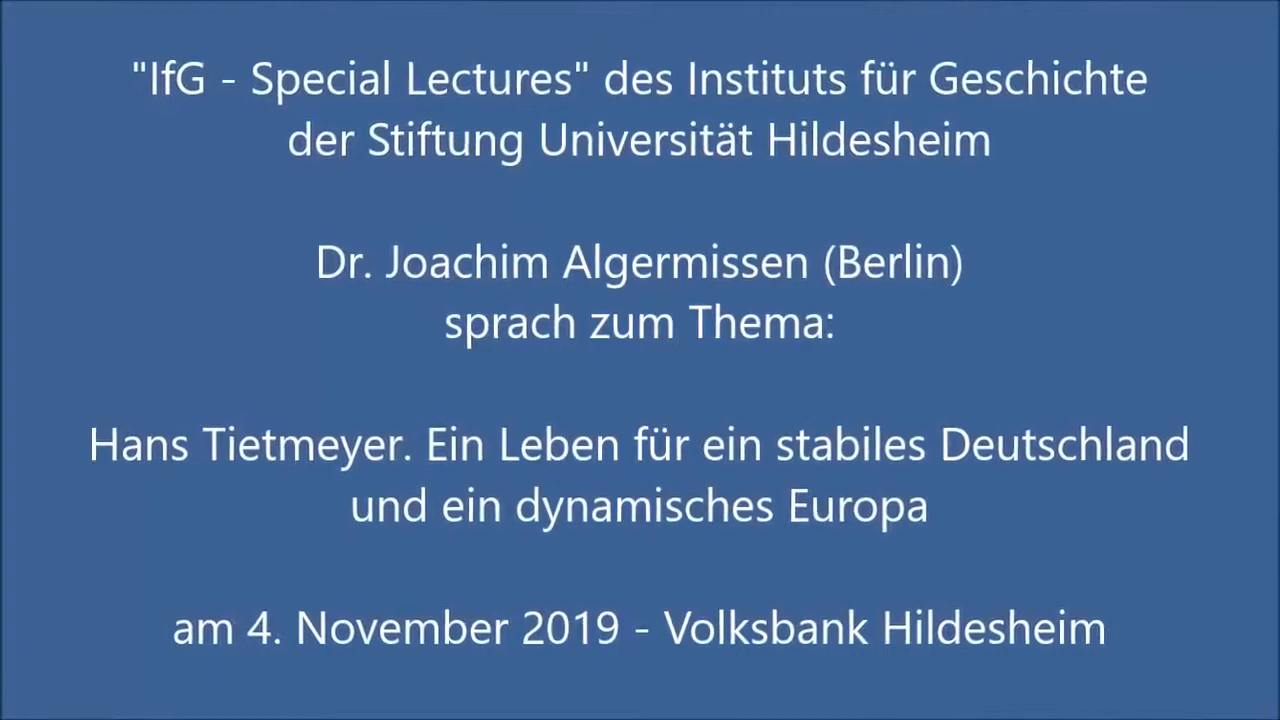 "IfG - Special Lectures" des Instituts für Geschichte
der Stiftung Universität Hildesheim
Dr. Joachim Algermissen (Berlin)
sprach zum Thema:
Hans Tietmeyer. Ein Leben für ein stabiles Deutschland
und ein dynamisches Europa
am 4. November 2019 - Volksbank Hildesheim